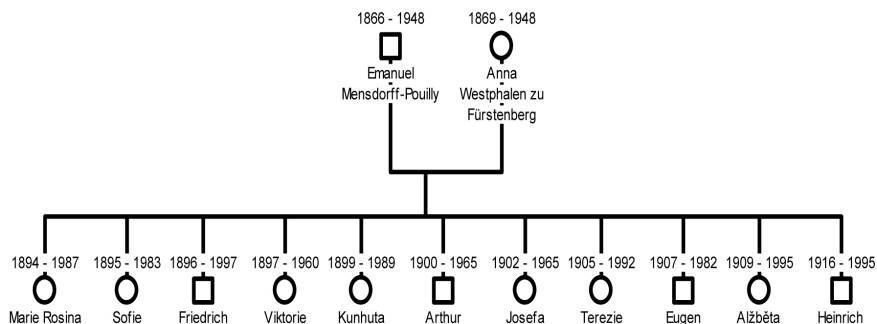 1866 - 1948 1869 - 1948
Emanuel Anna
Mensdorff-Pouilly Westphalen zu
Fürstenberg
1894 - 1987 1895 - 1983 1896 - 1997 1897 - 1960 1899 - 1989 1900 - 1965 1902 - 1965 1905 - 1992 1907 - 1982 1909 - 1995 1916 - 1995
Marie Rosina Sofie Friedrich Viktorie Kunhuta Arthur Josefa Terezie Eugen Alžběta Heinrich